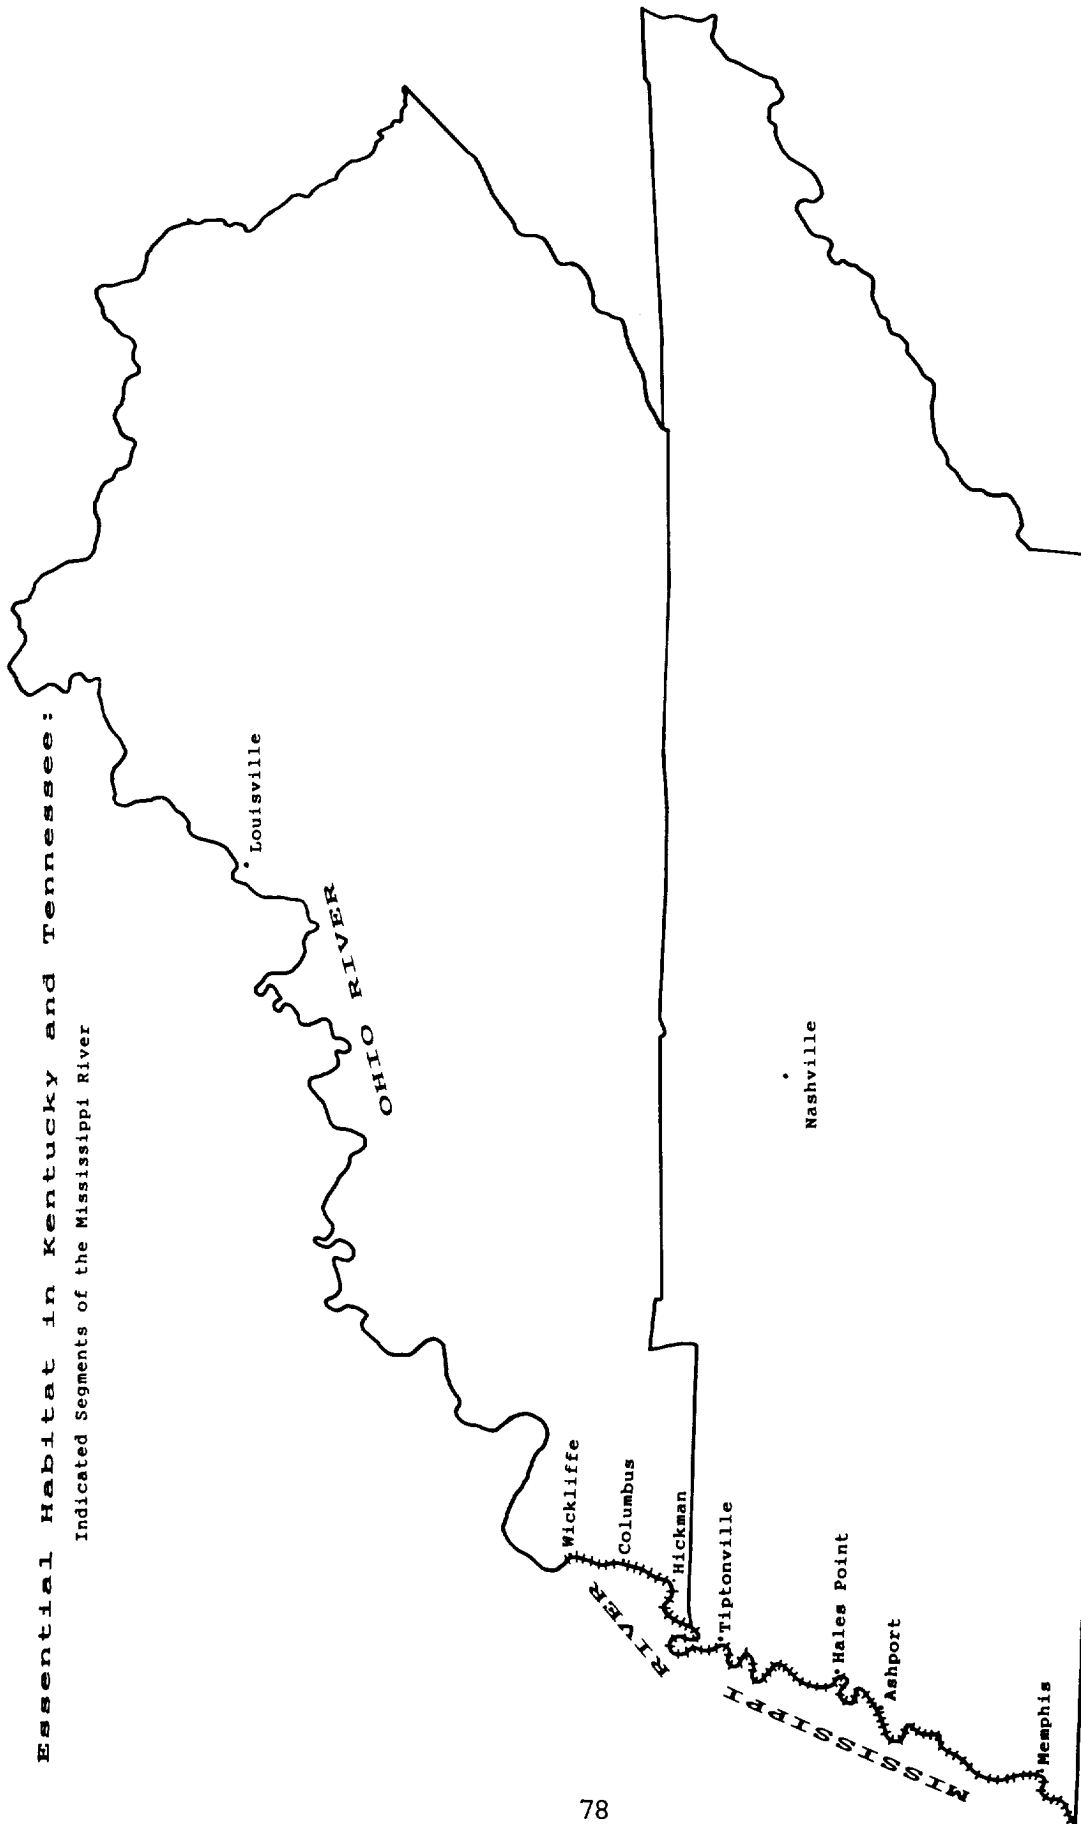 Essential Habitat in Kentucky and Tennessee:
Indicated Segments of the Mississippi River
Louisville
OHIO RIVER
Nashville
Wickliffe
Columbus
Hickman
Tiptonville
Hales Point
Ashport
Memphis
MISSISSIPPI RIVER
78